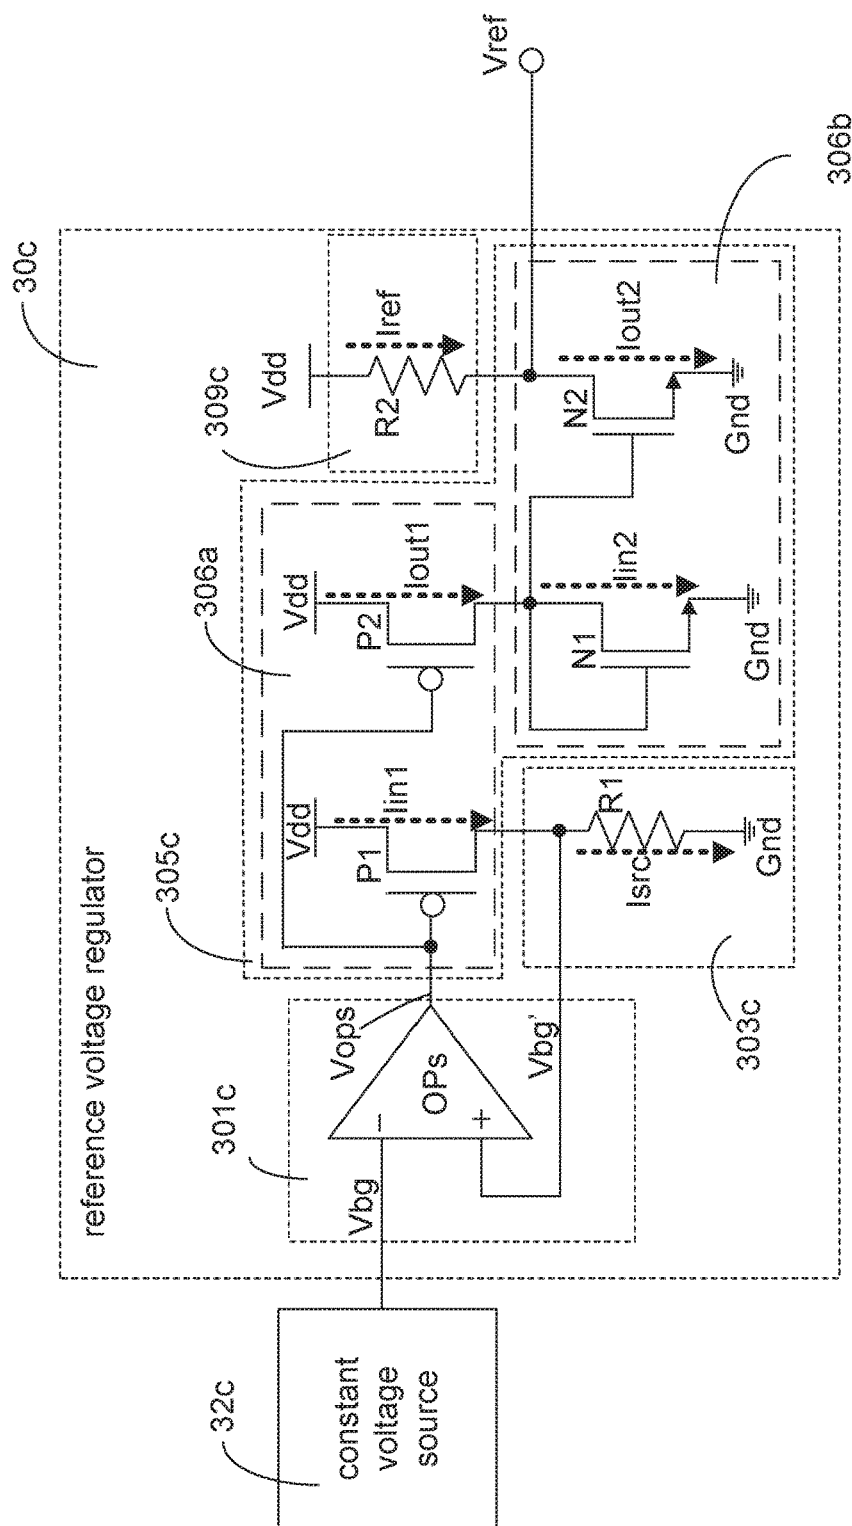 reference voltage regulator
30c
32c
constant
voltage
source
301c
Vbg
Vops
OPs
−
+
Vbg'
305c
306a
Vdd
P1
Iin1
Vdd
P2
Iout1
309c
Vdd
R2
Iref
Vref
303c
Isrc
R1
Gnd
N1
Iin2
Gnd
N2
Iout2
Gnd
306b